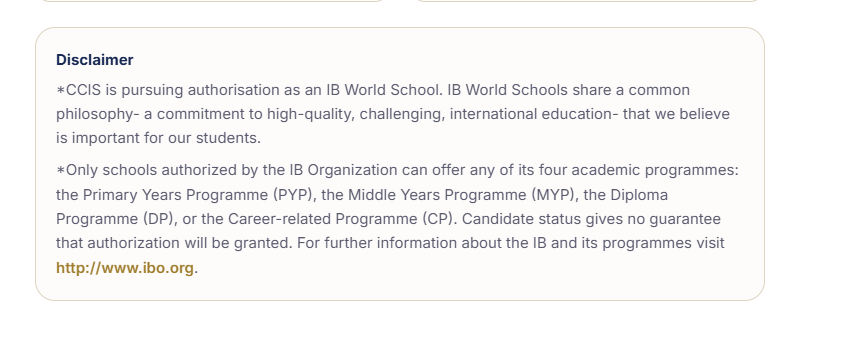 Disclaimer
*CCIS is pursuing authorisation as an IB World School. IB World Schools share a common
philosophy- a commitment to high-quality, challenging, international education- that we believe
is important for our students.
*Only schools authorized by the IB Organization can offer any of its four academic programmes:
the Primary Years Programme (PYP), the Middle Years Programme (MYP), the Diploma
Programme (DP), or the Career-related Programme (CP). Candidate status gives no guarantee
that authorization will be granted. For further information about the IB and its programmes visit
http://www.ibo.org.